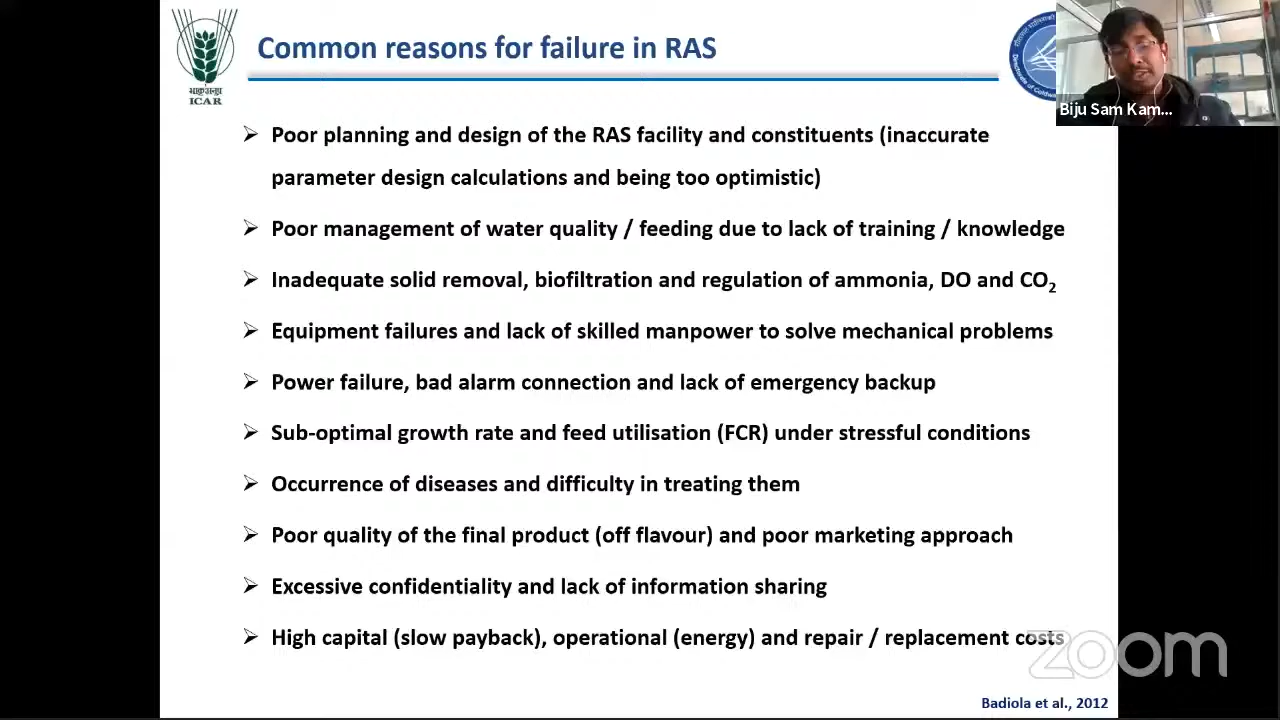 Common reasons for failure in RAS
भाकृअनुप
ICAR
Biju Sam Kam...
➢ Poor planning and design of the RAS facility and constituents (inaccurate
parameter design calculations and being too optimistic)
➢ Poor management of water quality / feeding due to lack of training / knowledge
➢ Inadequate solid removal, biofiltration and regulation of ammonia, DO and CO₂
➢ Equipment failures and lack of skilled manpower to solve mechanical problems
➢ Power failure, bad alarm connection and lack of emergency backup
➢ Sub-optimal growth rate and feed utilisation (FCR) under stressful conditions
➢ Occurrence of diseases and difficulty in treating them
➢ Poor quality of the final product (off flavour) and poor marketing approach
➢ Excessive confidentiality and lack of information sharing
➢ High capital (slow payback), operational (energy) and repair / replacement costs
zoom
Badiola et al., 2012